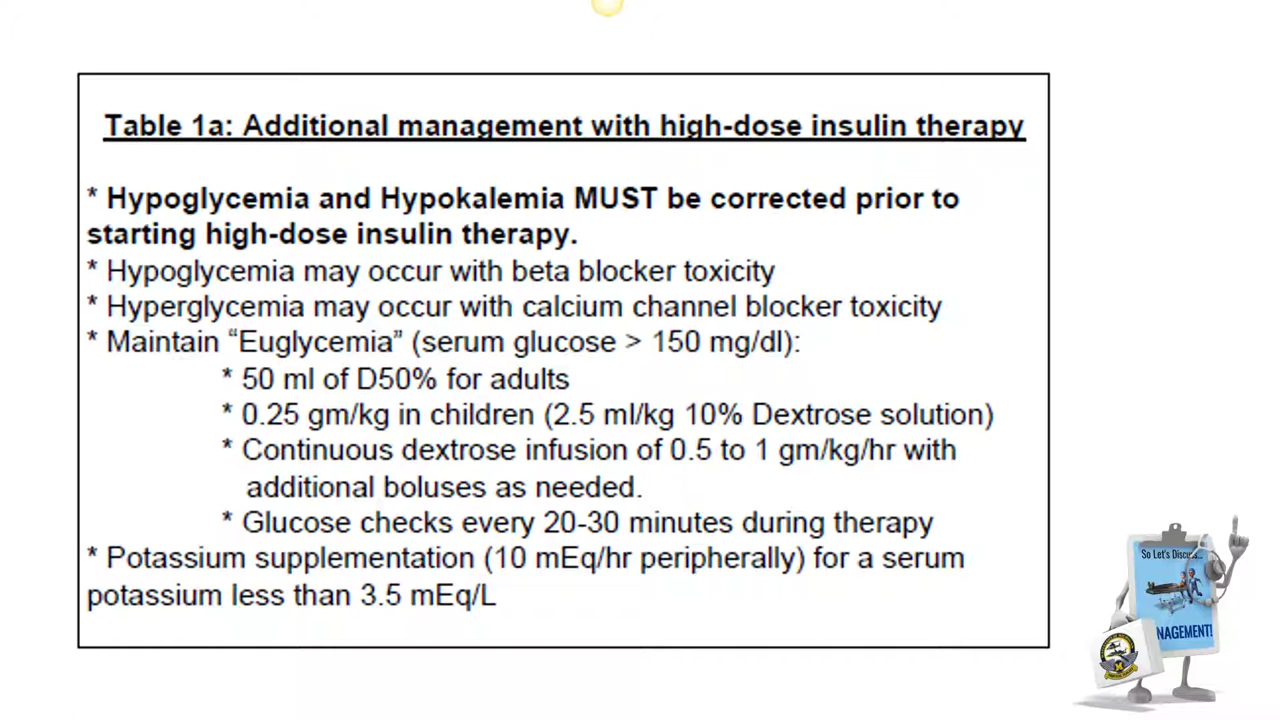 Table 1a: Additional management with high-dose insulin therapy
* Hypoglycemia and Hypokalemia MUST be corrected prior to
starting high-dose insulin therapy.
* Hypoglycemia may occur with beta blocker toxicity
* Hyperglycemia may occur with calcium channel blocker toxicity
* Maintain “Euglycemia” (serum glucose > 150 mg/dl):
* 50 ml of D50% for adults
* 0.25 gm/kg in children (2.5 ml/kg 10% Dextrose solution)
* Continuous dextrose infusion of 0.5 to 1 gm/kg/hr with
additional boluses as needed.
* Glucose checks every 20-30 minutes during therapy
* Potassium supplementation (10 mEq/hr peripherally) for a serum
potassium less than 3.5 mEq/L
So Let's Discuss...
NAGEMENT!